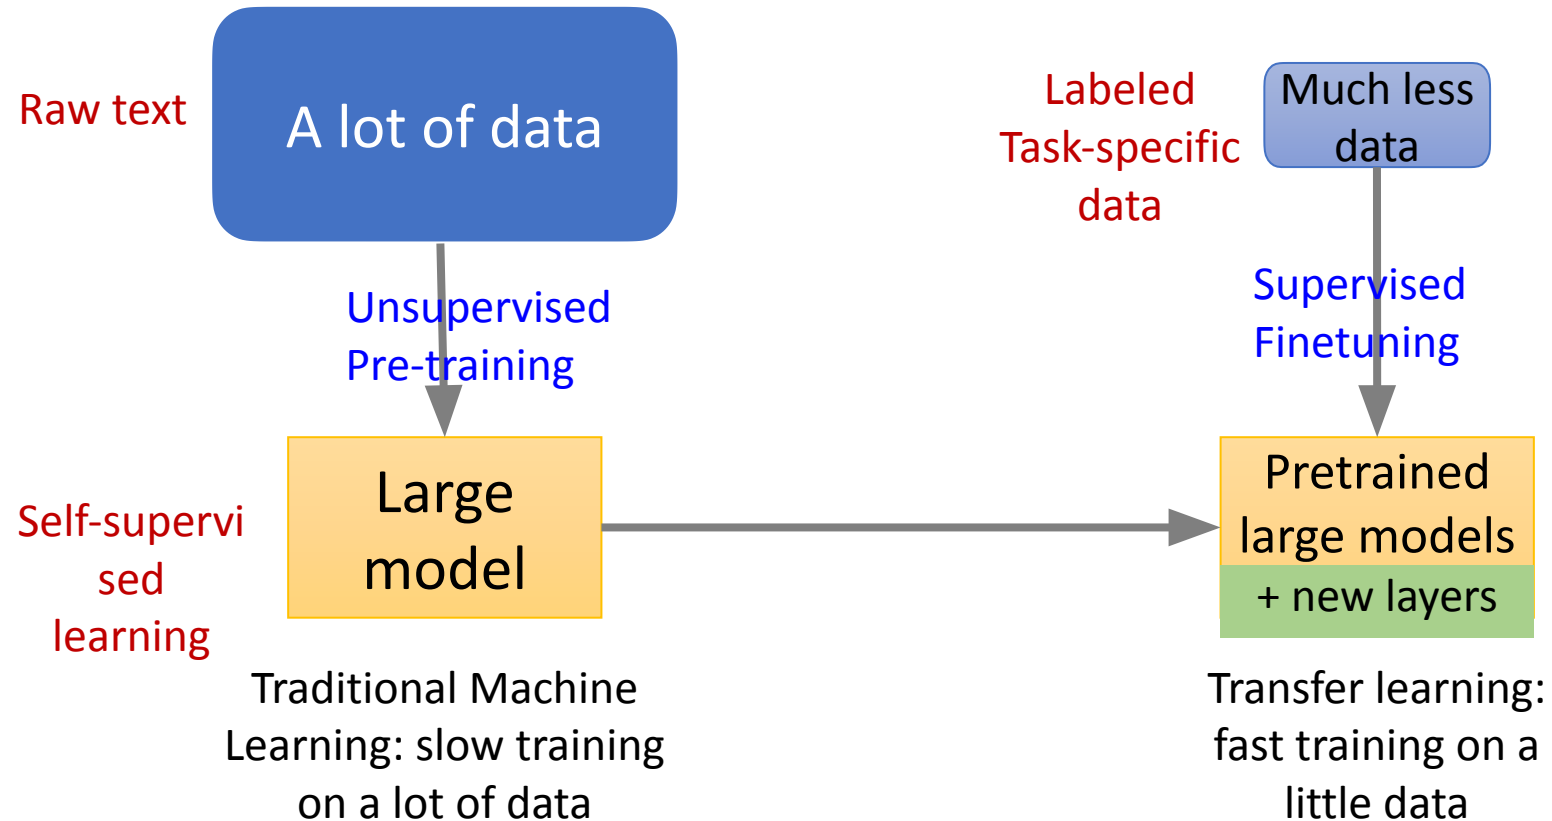 Raw text
A lot of data
Labeled
Task-specific
data
Much less
data
Unsupervised
Pre-training
Supervised
Finetuning
Self-supervi
sed
learning
Large
model
Pretrained
large models
+ new layers
Traditional Machine
Learning: slow training
on a lot of data
Transfer learning:
fast training on a
little data